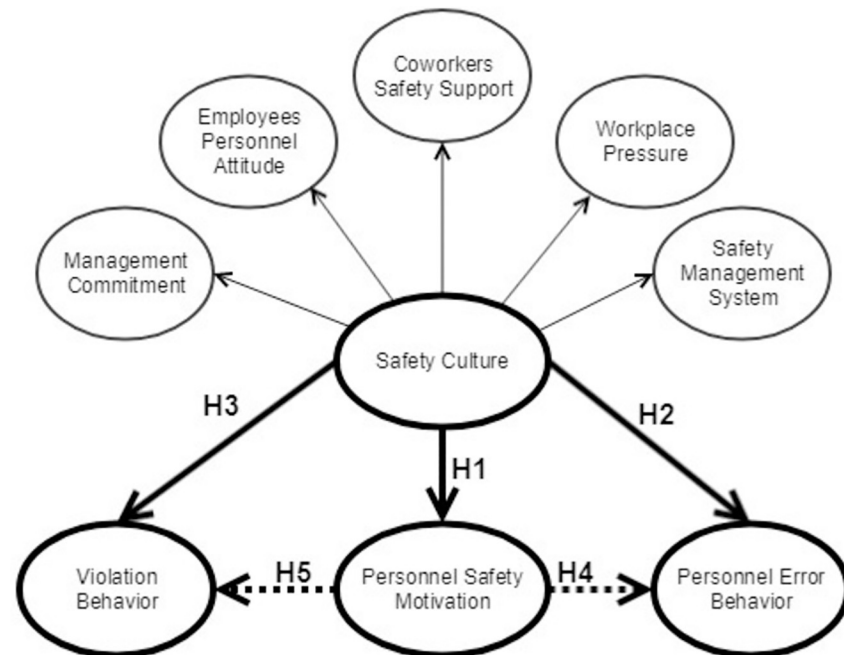 Coworkers
Safety Support
Employees
Personnel
Attitude
Workplace
Pressure
Management
Commitment
Safety
Management
System
Safety Culture
H3
H2
H1
Violation
Behavior
H5
Personnel Safety
Motivation
H4
Personnel Error
Behavior